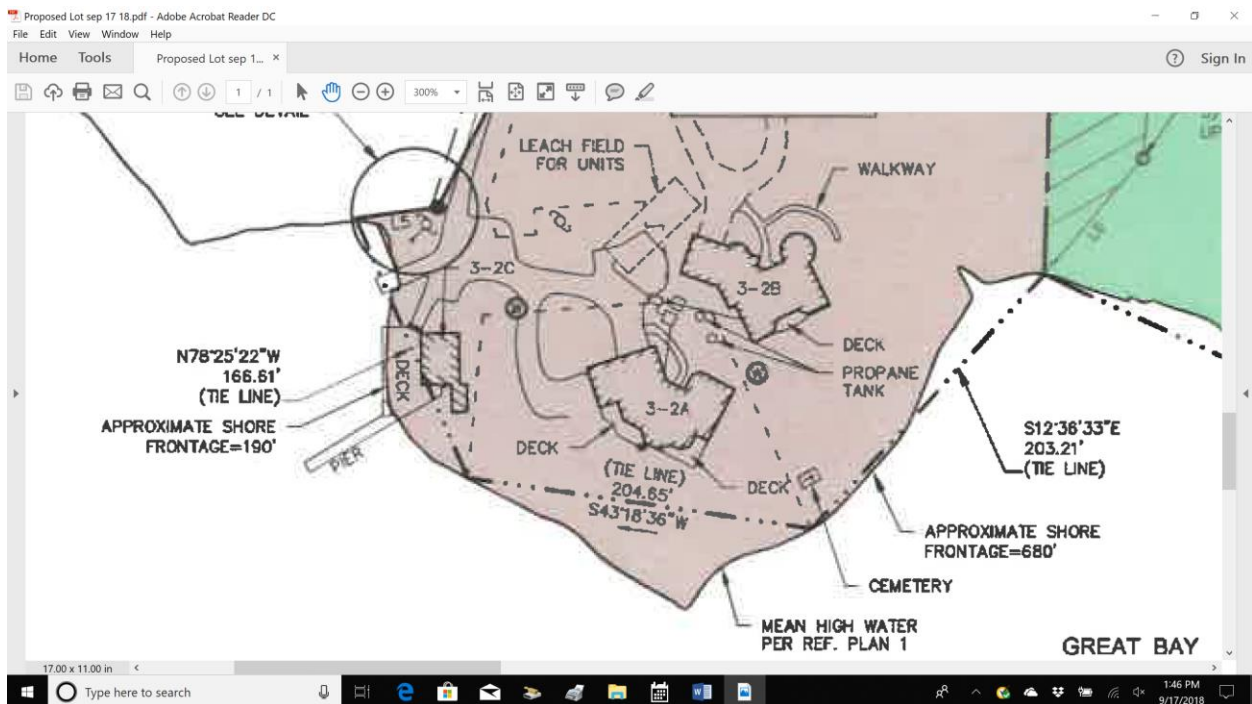 Proposed Lot sep 17 18.pdf - Adobe Acrobat Reader DC
File Edit View Window Help
Home Tools Proposed Lot sep 1... ×
? Sign In
1 / 1 300%
SEE DETAIL
LEACH FIELD
FOR UNITS
WALKWAY
L5
L6
3-2C
3-2B
N78°25'22"W
166.61'
(TIE LINE)
DECK
DECK
PROPANE
TANK
3-2A
APPROXIMATE SHORE
FRONTAGE=190'
PIER
DECK
S12°36'33"E
203.21'
(TIE LINE)
(TIE LINE)
204.65'
S43°18'36"W
DECK
APPROXIMATE SHORE
FRONTAGE=680'
CEMETERY
MEAN HIGH WATER
PER REF. PLAN 1
GREAT BAY
17.00 x 11.00 in
Type here to search
1:46 PM
9/17/2018